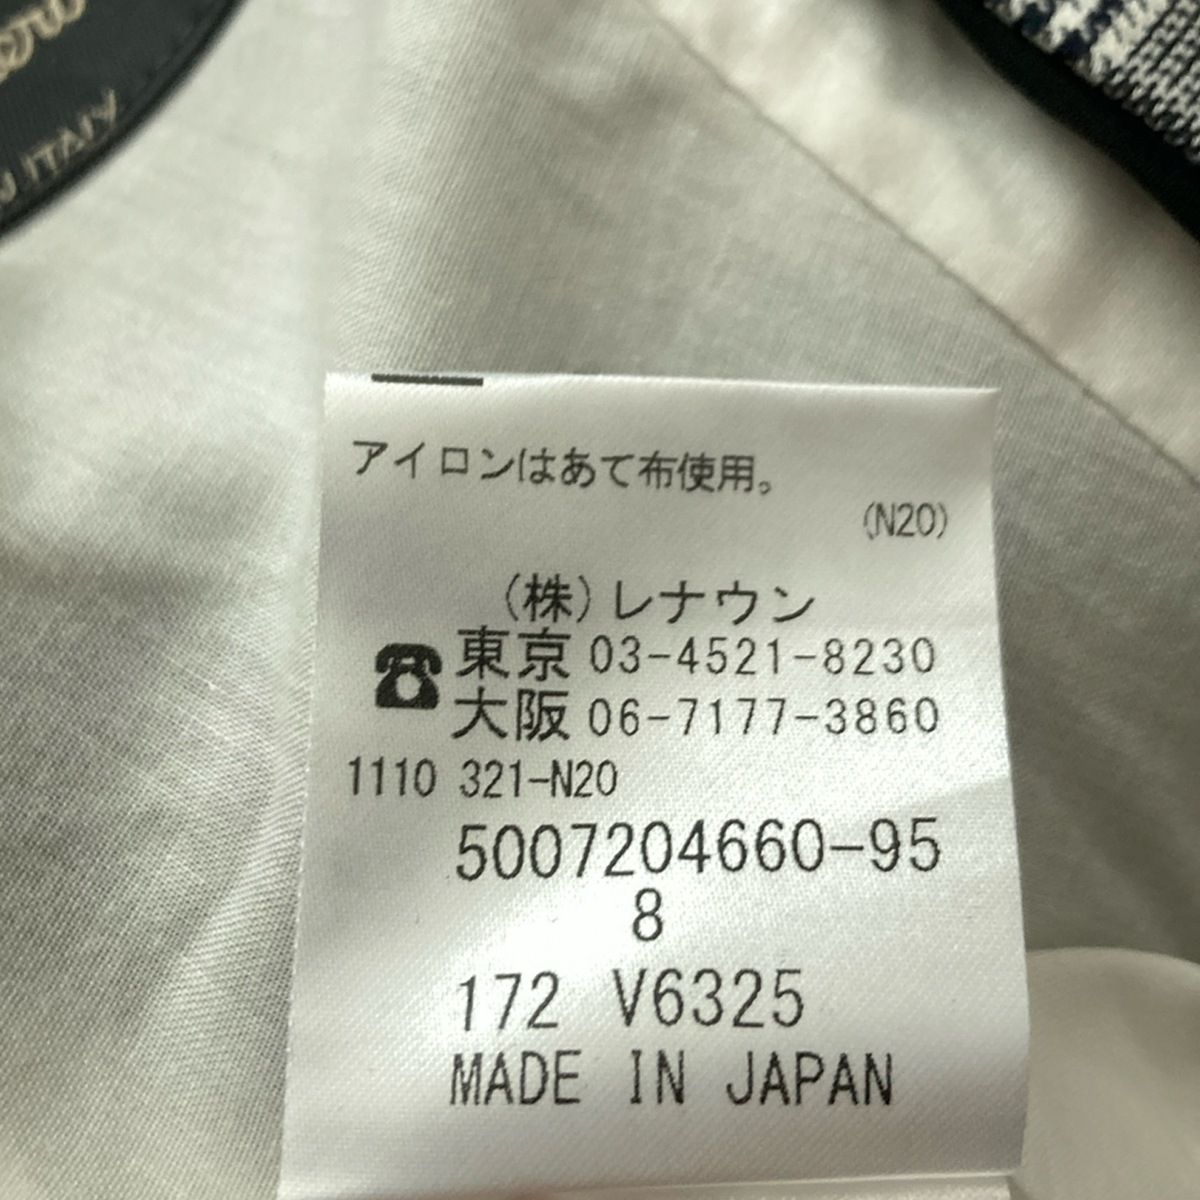 ITALY
アイロンはあて布使用。
(N20)
(株)レナウン
☎東京 03-4521-8230
大阪 06-7177-3860
1110 321-N20
5007204660-95
8
172 V6325
MADE IN JAPAN